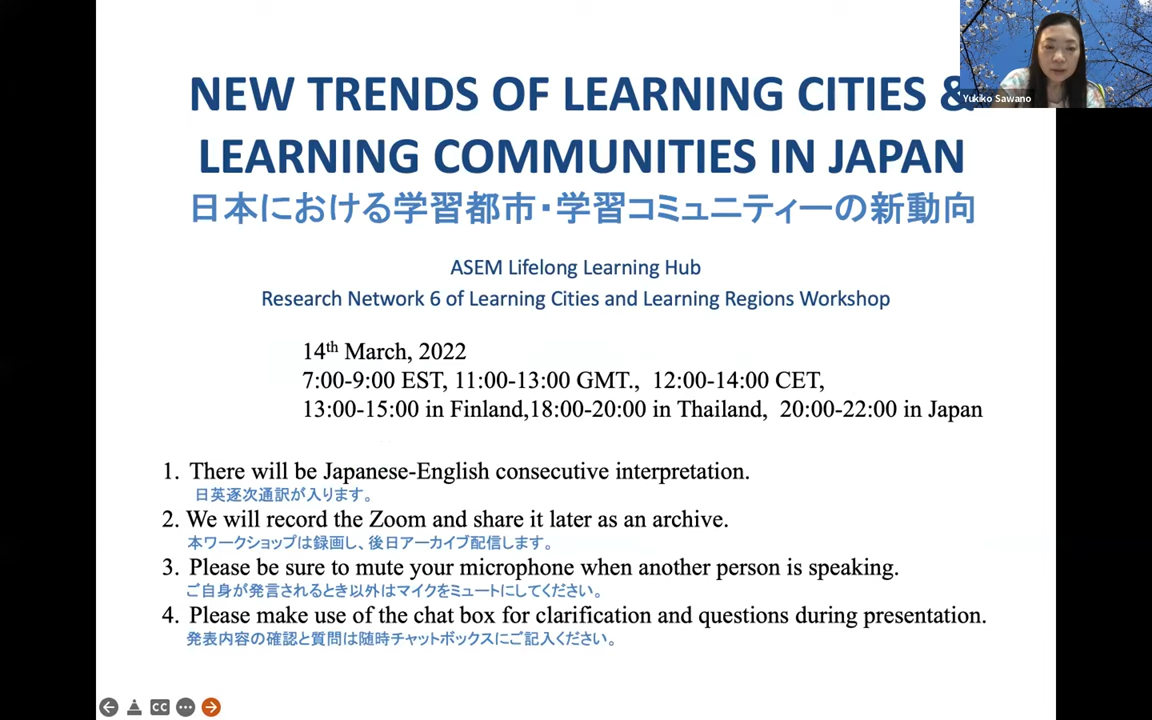 NEW TRENDS OF LEARNING CITIES &
LEARNING COMMUNITIES IN JAPAN
日本における学習都市・学習コミュニティーの新動向
ASEM Lifelong Learning Hub
Research Network 6 of Learning Cities and Learning Regions Workshop
14th March, 2022
7:00-9:00 EST, 11:00-13:00 GMT., 12:00-14:00 CET,
13:00-15:00 in Finland,18:00-20:00 in Thailand, 20:00-22:00 in Japan
1. There will be Japanese-English consecutive interpretation.
日英逐次通訳が入ります。
2. We will record the Zoom and share it later as an archive.
本ワークショップは録画し、後日アーカイブ配信します。
3. Please be sure to mute your microphone when another person is speaking.
ご自身が発言されるとき以外はマイクをミュートにしてください。
4. Please make use of the chat box for clarification and questions during presentation.
発表内容の確認と質問は随時チャットボックスにご記入ください。
Yukiko Sawano
CC